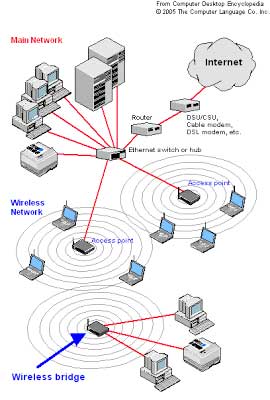 From Computer Desktop Encyclopedia
© 2005 The Computer Language Co. Inc.
Main Network
Internet
Router
DSU/CSU,
Cable modem,
DSL modem, etc.
Ethernet switch or hub
Access point
Wireless
Network
Access point
Wireless bridge